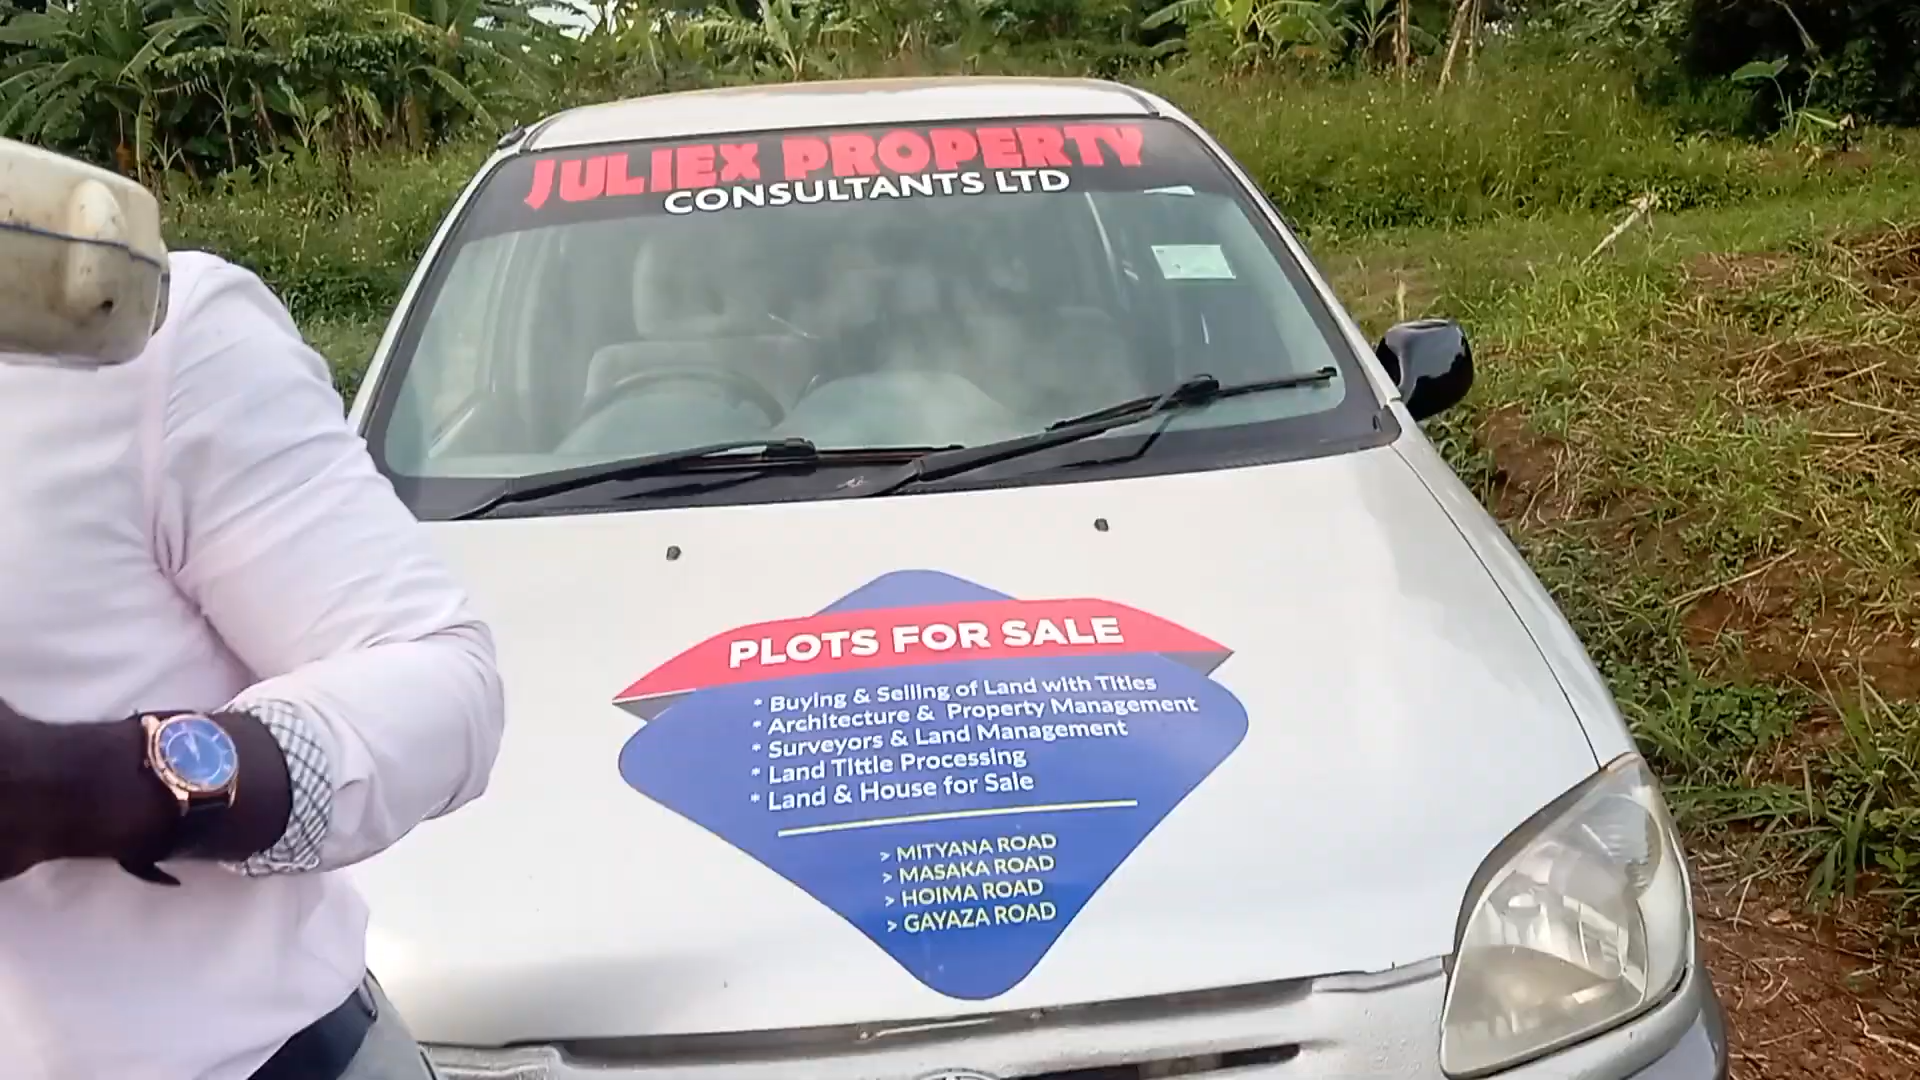 JULIEX PROPERTY
CONSULTANTS LTD
PLOTS FOR SALE
* Buying & Selling of Land with Titles
* Architecture & Property Management
* Surveyors & Land Management
* Land Tittle Processing
* Land & House for Sale
> MITYANA ROAD
> MASAKA ROAD
> HOIMA ROAD
> GAYAZA ROAD